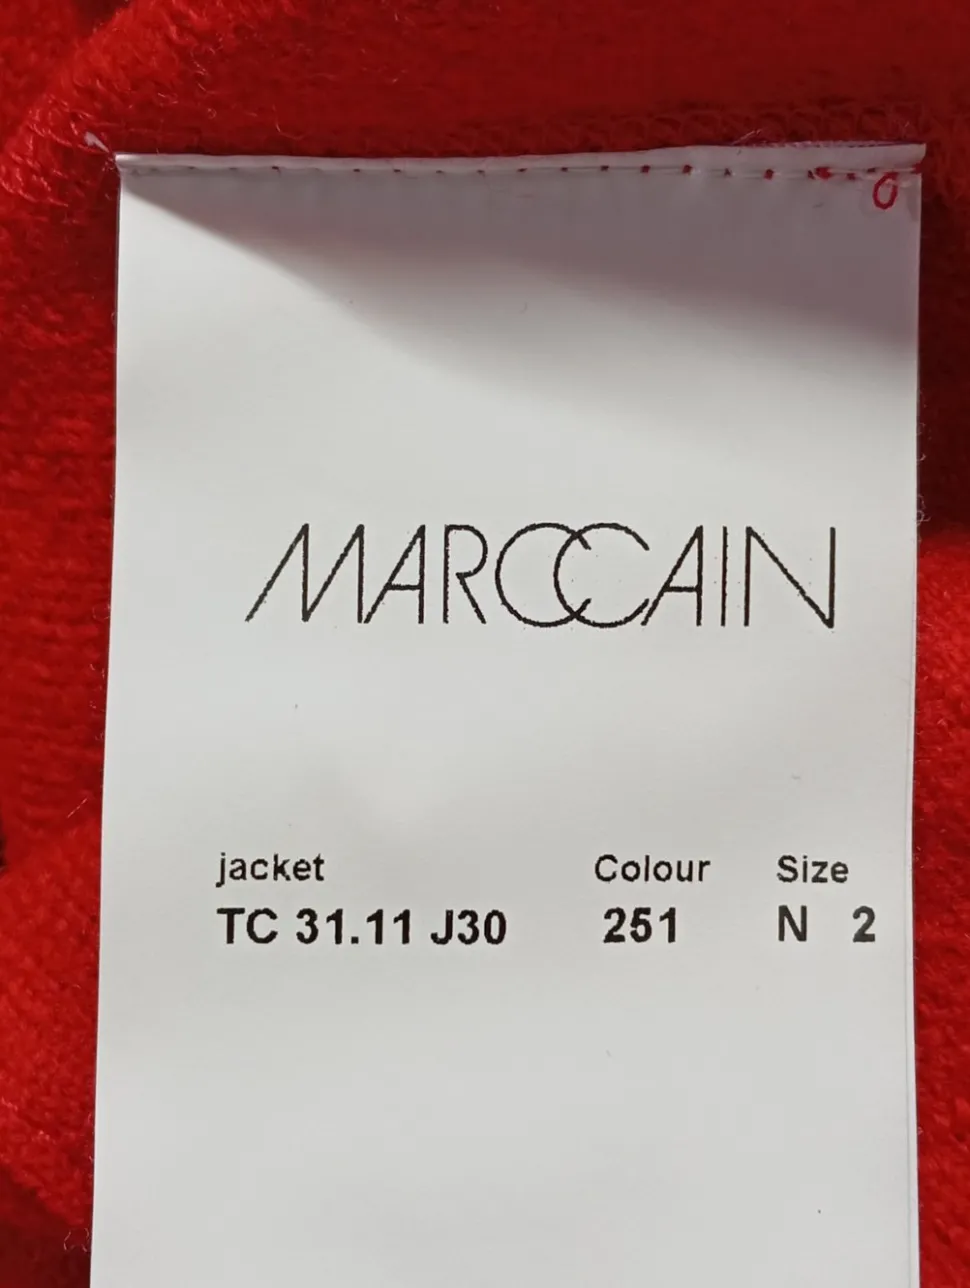 MARCCAIN
jacket Colour Size
TC 31.11 J30 251 N 2